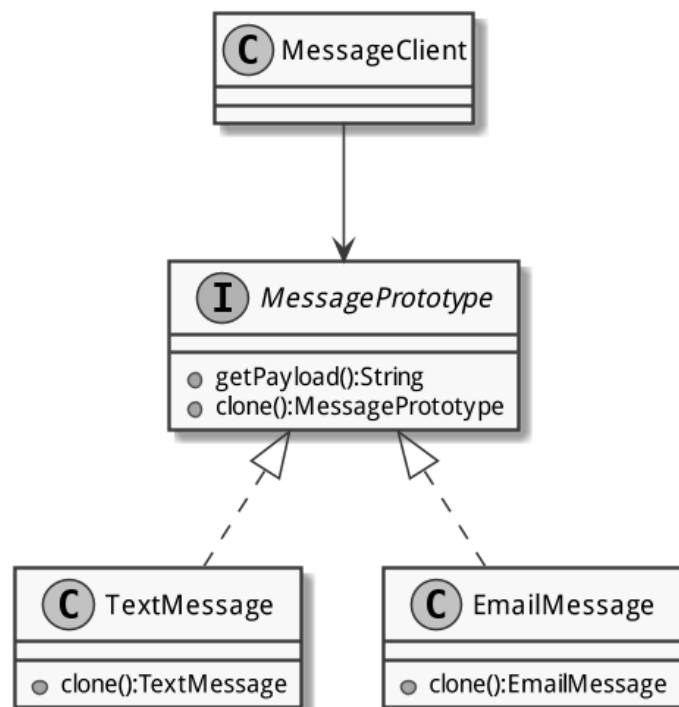 C MessageClient
I MessagePrototype
getPayload():String
clone():MessagePrototype
C TextMessage
C EmailMessage
clone():TextMessage
clone():EmailMessage